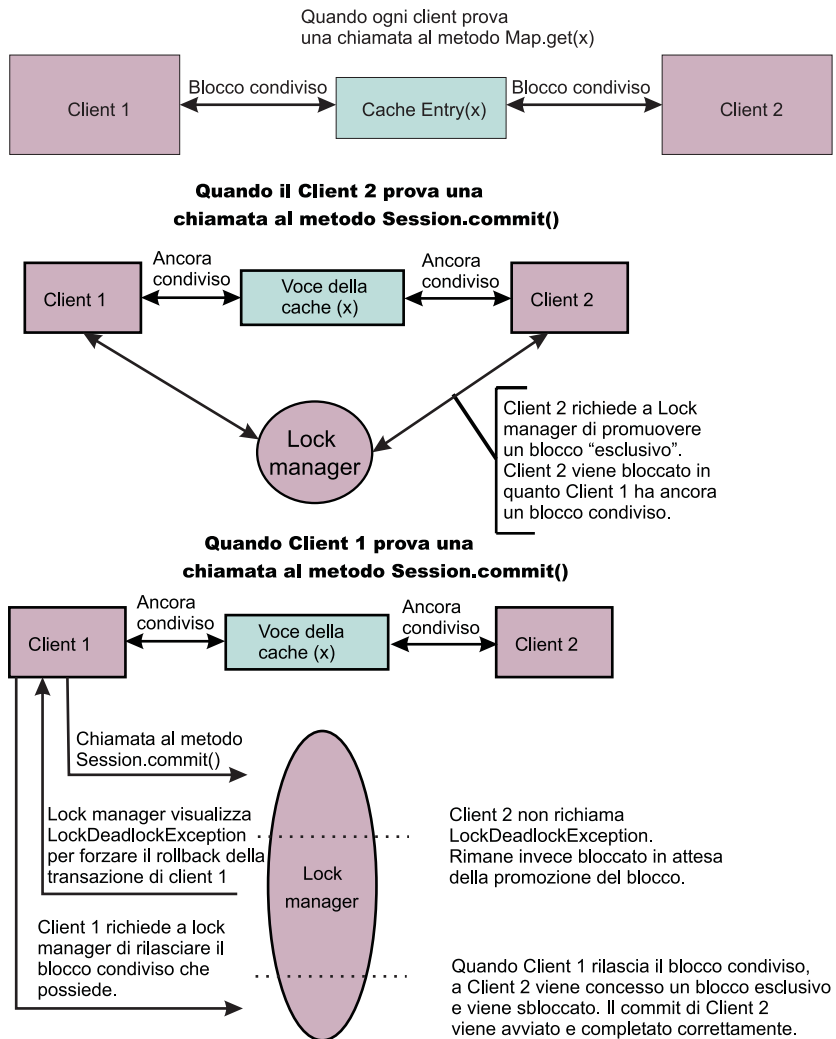 Quando ogni client prova
una chiamata al metodo Map.get(x)
Client 1
Blocco condiviso
Cache Entry(x)
Blocco condiviso
Client 2
Quando il Client 2 prova una
chiamata al metodo Session.commit()
Client 1
Ancora
condiviso
Voce della
cache (x)
Ancora
condiviso
Client 2
Lock
manager
Client 2 richiede a Lock
manager di promuovere
un blocco “esclusivo”.
Client 2 viene bloccato in
quanto Client 1 ha ancora
un blocco condiviso.
Quando Client 1 prova una
chiamata al metodo Session.commit()
Client 1
Ancora
condiviso
Voce della
cache (x)
Ancora
condiviso
Client 2
Chiamata al metodo
Session.commit()
Lock manager visualizza
LockDeadlockException
per forzare il rollback della
transazione di client 1
Lock
manager
Client 2 non richiama
LockDeadlockException.
Rimane invece bloccato in attesa
della promozione del blocco.
Client 1 richiede a lock
manager di rilasciare il
blocco condiviso che
possiede.
Quando Client 1 rilascia il blocco condiviso,
a Client 2 viene concesso un blocco esclusivo
e viene sbloccato. Il commit di Client 2
viene avviato e completato correttamente.